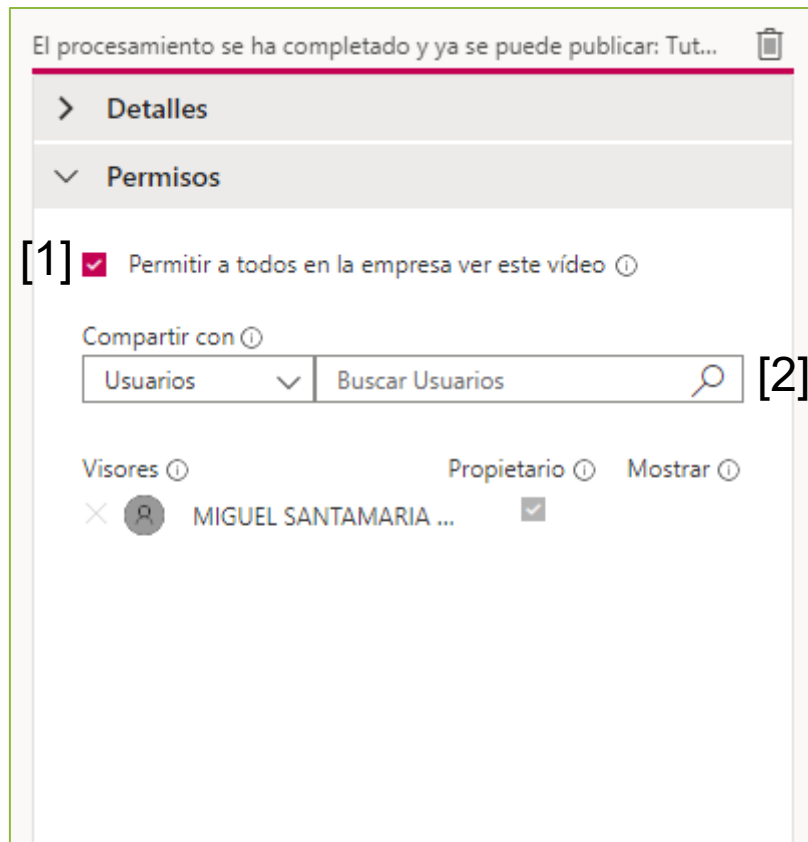 El procesamiento se ha completado y ya se puede publicar: Tut...
Detalles
Permisos
[1] Permitir a todos en la empresa ver este vídeo
Compartir con
Usuarios Buscar Usuarios [2]
Visores Propietario Mostrar
MIGUEL SANTAMARIA ...